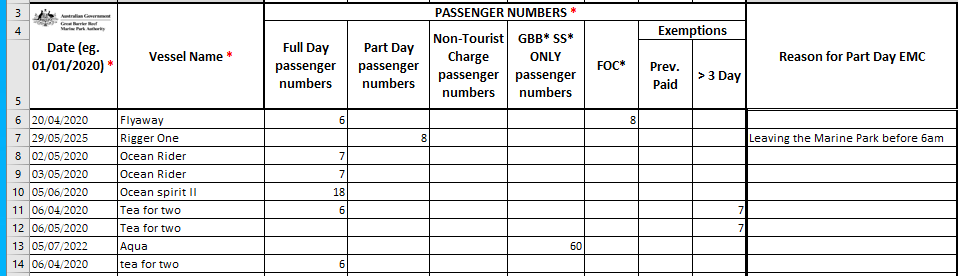 3 Australian Government PASSENGER NUMBERS *
Great Barrier Reef
Marine Park Authority
4 Date (eg. 01/01/2020) * Vessel Name * Full Day passenger numbers Part Day passenger numbers Non-Tourist Charge passenger numbers GBB* SS* ONLY passenger numbers FOC* Exemptions Reason for Part Day EMC
5 Prev. Paid > 3 Day
6 20/04/2020 Flyaway 6 8
7 29/05/2025 Rigger One 8 Leaving the Marine Park before 6am
8 02/05/2020 Ocean Rider 7
9 03/05/2020 Ocean Rider 7
10 05/06/2020 Ocean spirit II 18
11 06/04/2020 Tea for two 6 7
12 06/05/2020 Tea for two 7
13 05/07/2022 Aqua 60
14 06/04/2020 tea for two 6